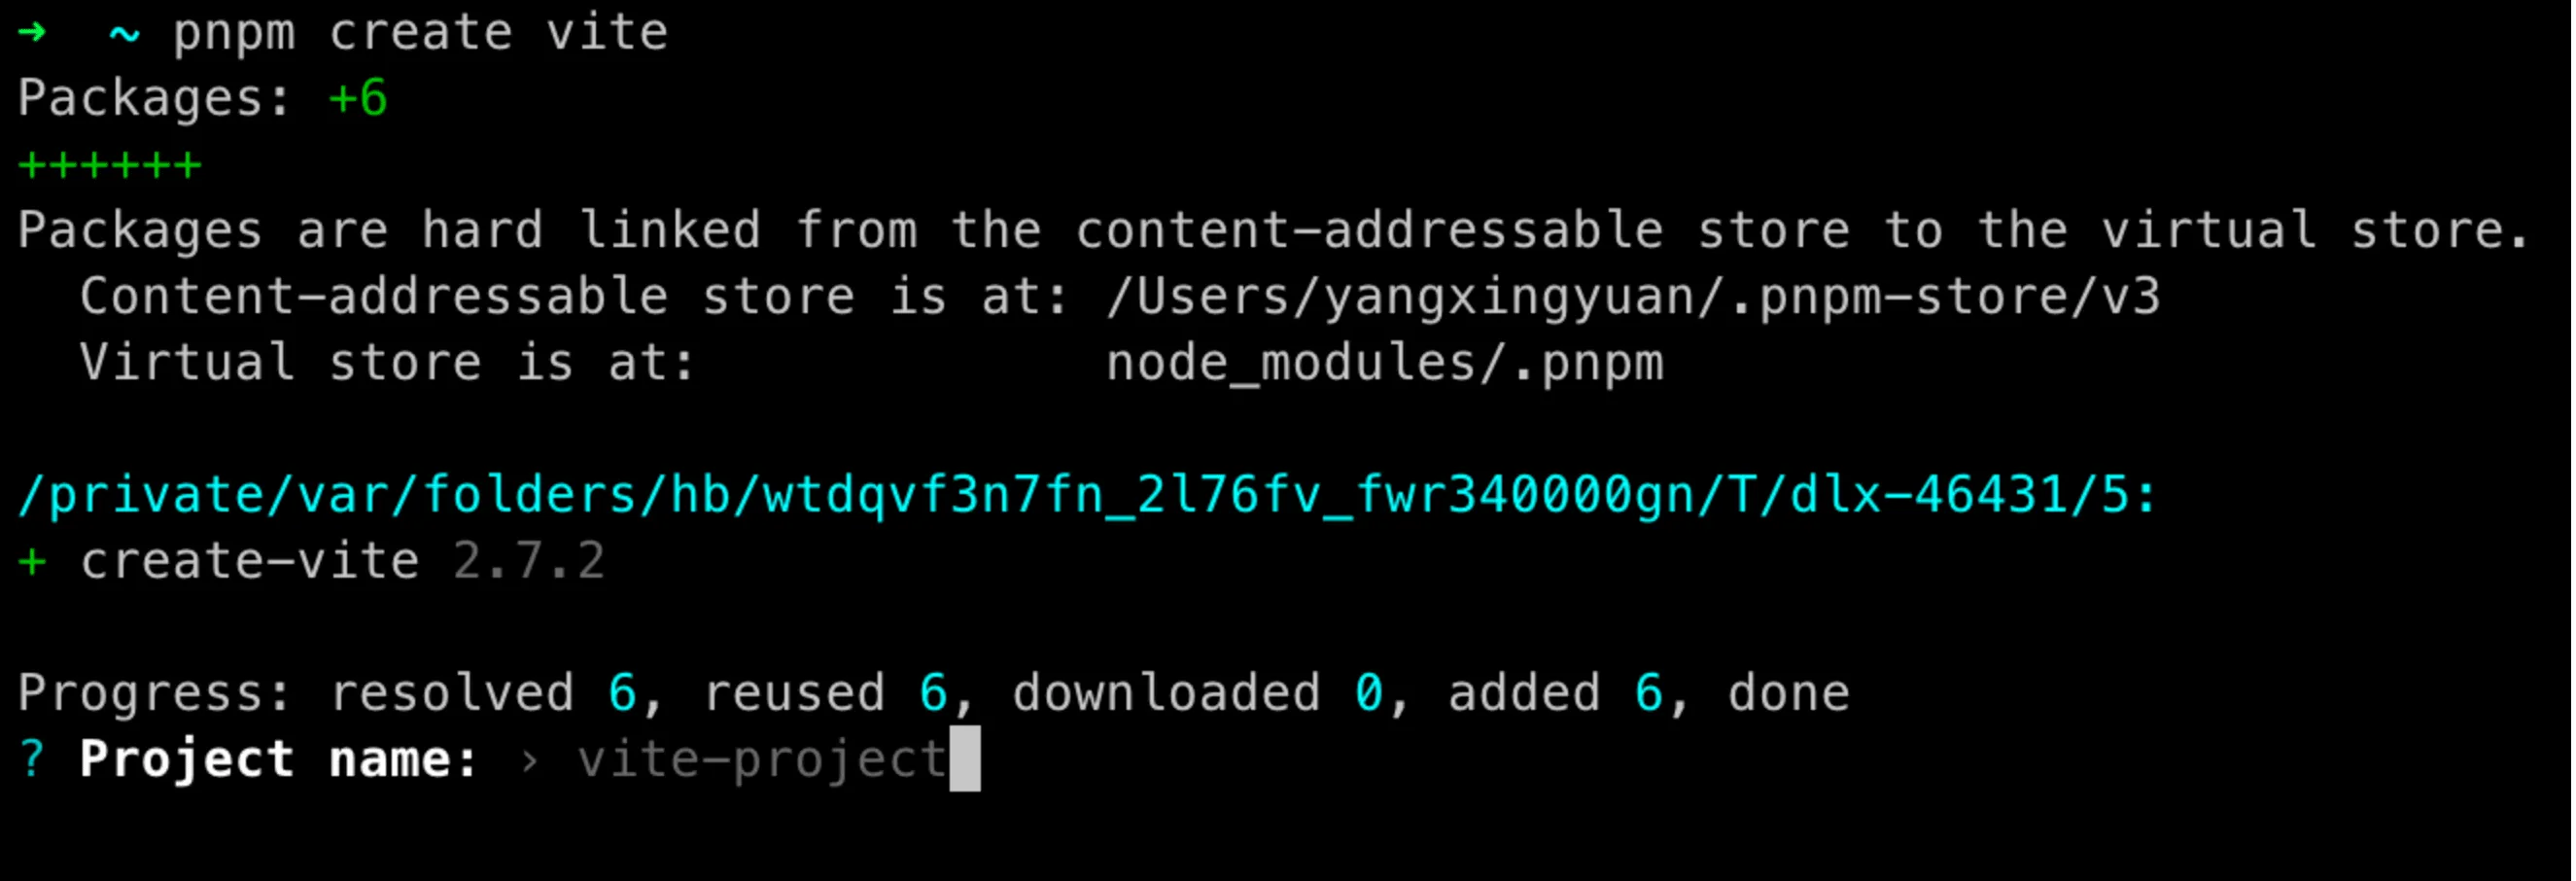 ➜  ~ pnpm create vite
Packages: +6
++++++
Packages are hard linked from the content-addressable store to the virtual store.
  Content-addressable store is at: /Users/yangxingyuan/.pnpm-store/v3
  Virtual store is at:             node_modules/.pnpm
/private/var/folders/hb/wtdqvf3n7fn_2l76fv_fwr340000gn/T/dlx-46431/5:
+ create-vite 2.7.2
Progress: resolved 6, reused 6, downloaded 0, added 6, done
? Project name: › vite-project